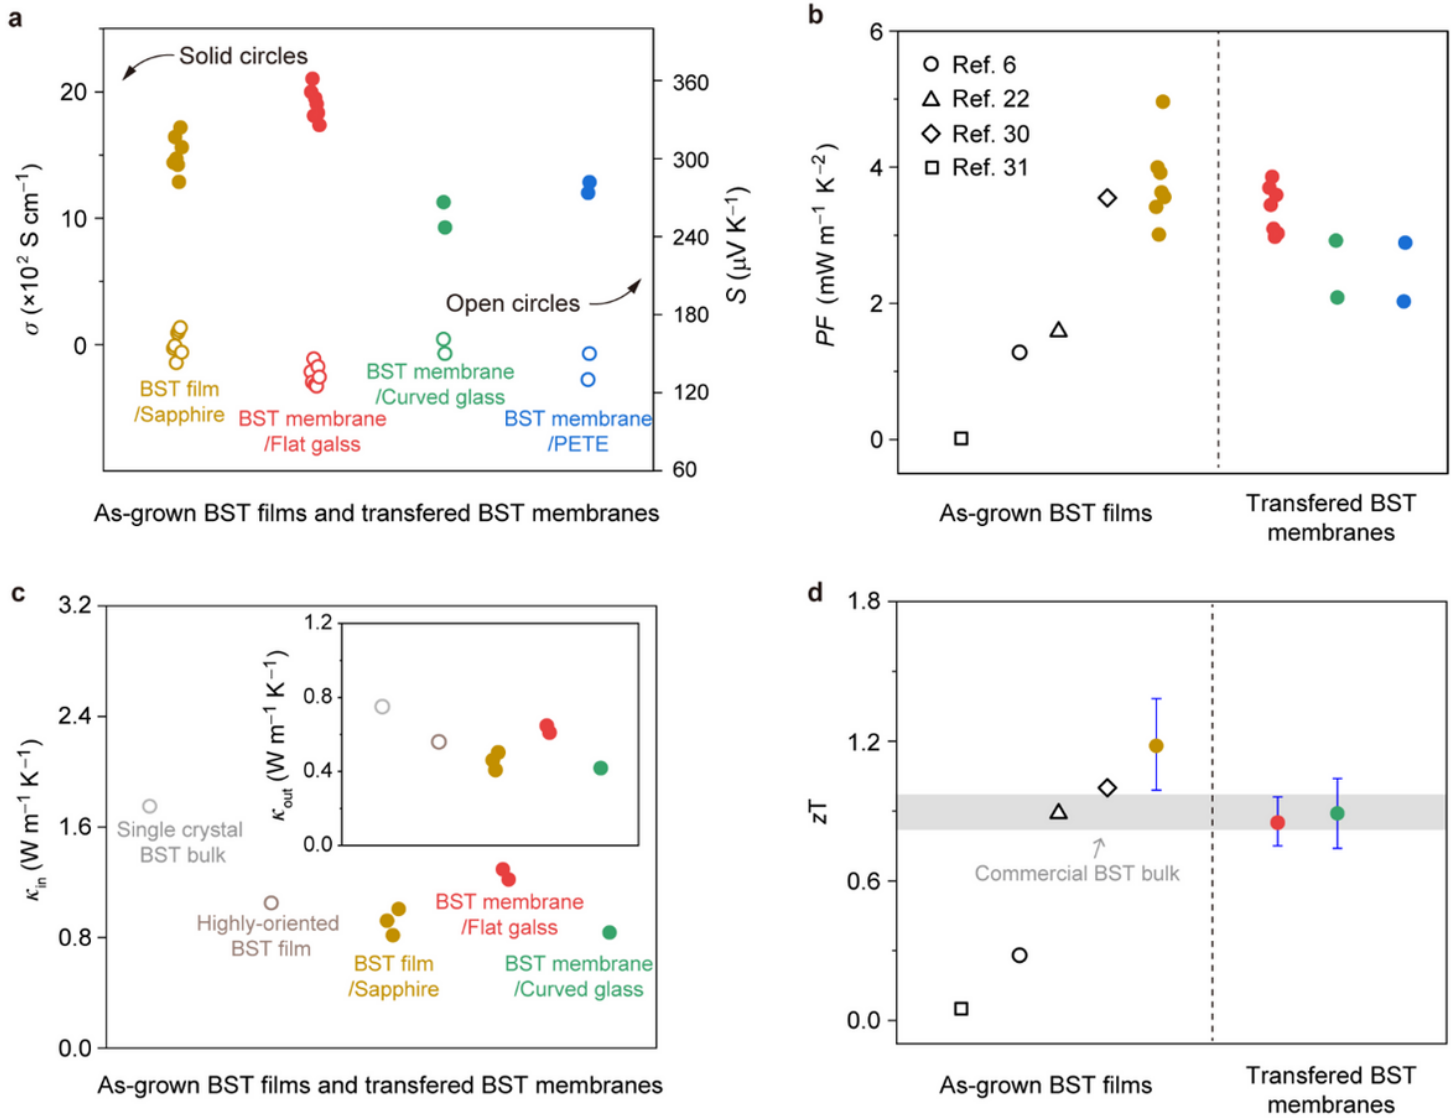 a
Solid circles
20
10
0
σ (×10² S cm⁻¹)
360
300
240
180
120
60
S (μV K⁻¹)
Open circles
BST film
/Sapphire
BST membrane
/Flat galss
BST membrane
/Curved glass
BST membrane
/PETE
As-grown BST films and transfered BST membranes
b
6
4
2
0
PF (mW m⁻¹ K⁻²)
Ref. 6
Ref. 22
Ref. 30
Ref. 31
As-grown BST films
Transfered BST
membranes
c
3.2
2.4
1.6
0.8
0.0
κin (W m⁻¹ K⁻¹)
1.2
0.8
0.4
0.0
κout (W m⁻¹ K⁻¹)
Single crystal
BST bulk
Highly-oriented
BST film
BST film
/Sapphire
BST membrane
/Flat galss
BST membrane
/Curved glass
As-grown BST films and transfered BST membranes
d
1.8
1.2
0.6
0.0
zT
Commercial BST bulk
As-grown BST films
Transfered BST
membranes